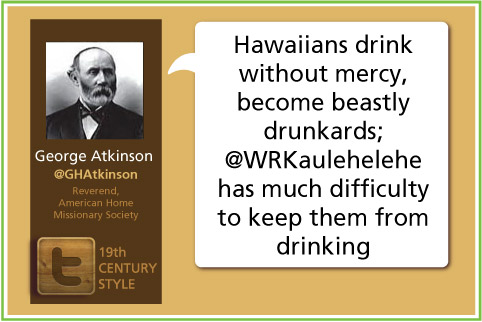 George Atkinson
@GHAtkinson
Reverend,
American Home
Missionary Society
t 19th
CENTURY
STYLE
Hawaiians drink
without mercy,
become beastly
drunkards;
@WRKaulehelehe
has much difficulty
to keep them from
drinking